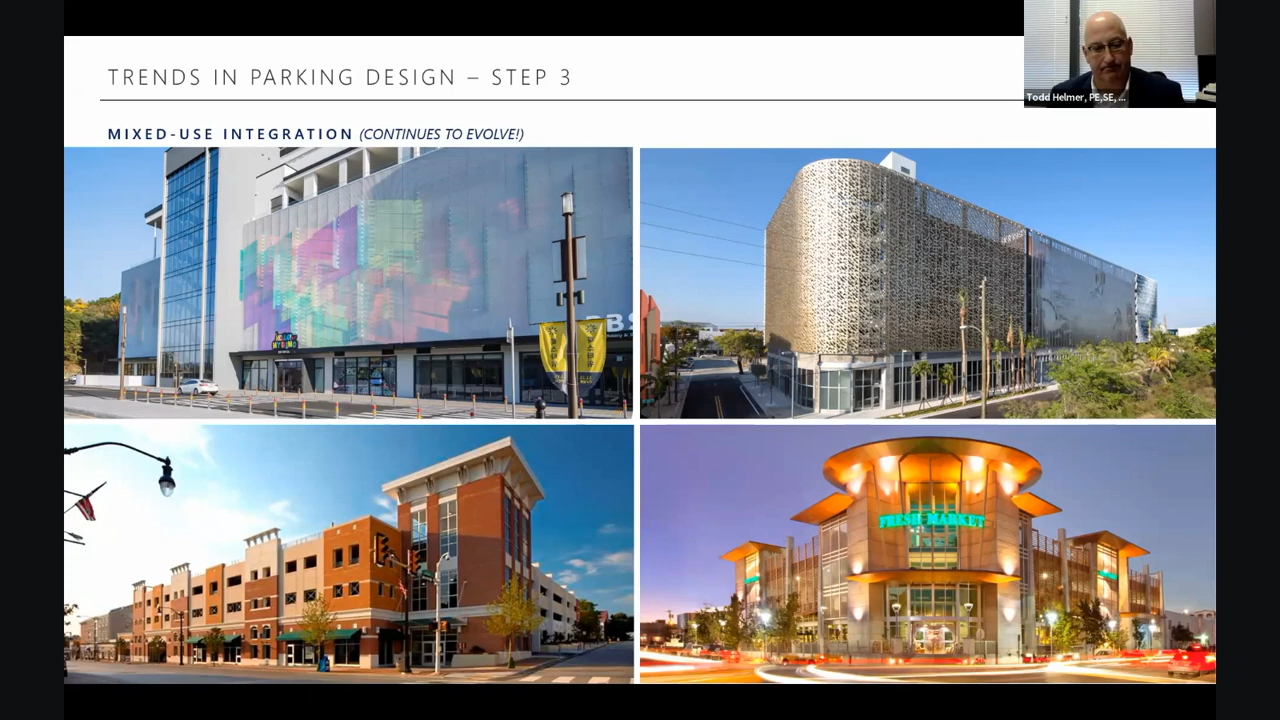 TRENDS IN PARKING DESIGN – STEP 3
Todd Helmer, PE,SE, ...
MIXED-USE INTEGRATION (CONTINUES TO EVOLVE!)
FRESH MARKET